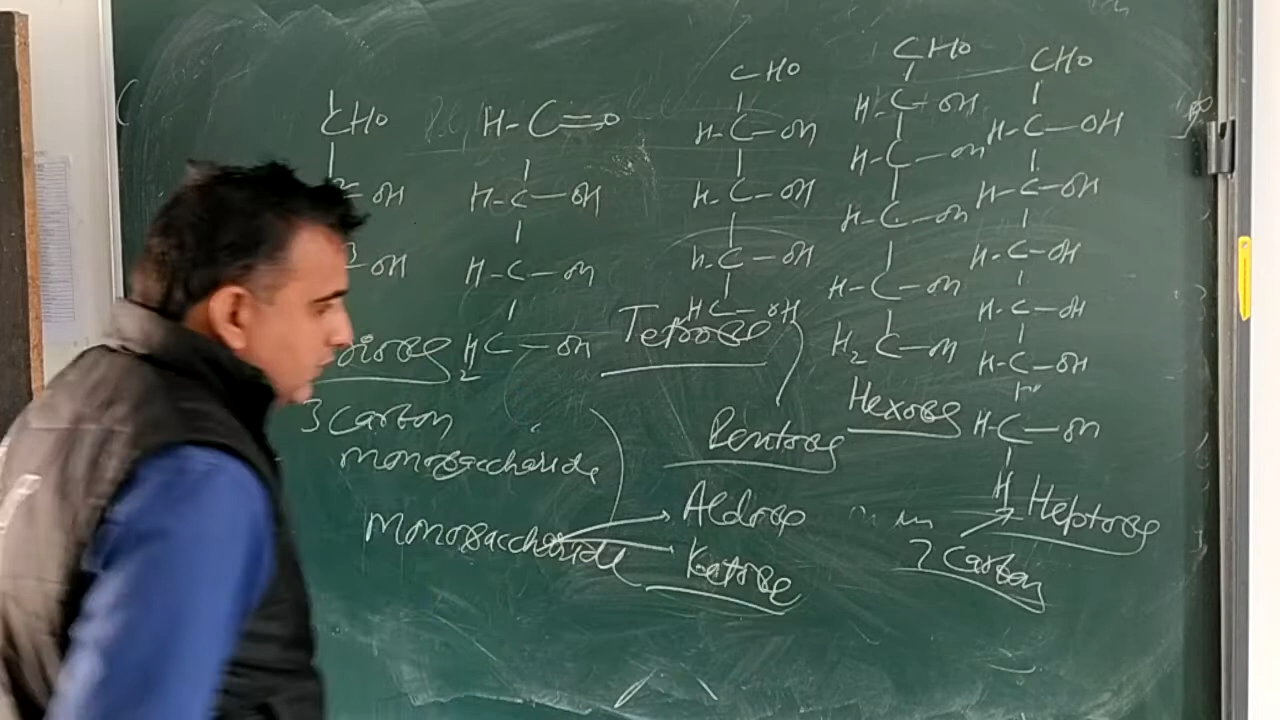 CHO
OH
OH
3 Carbon
monosaccharide
H-C=O
H-C-OH
H-C-OH
H2C-OH
Tetrose
CHO
H-C-OH
H-C-OH
H-C-OH
HC-OH
Pentose
CHO
H-C-OH
H-C-OH
H-C-OH
H-C-OH
H2C-OH
Hexose
CHO
H-C-OH
H-C-OH
H-C-OH
H-C-OH
H-C-OH
H-C-OH
H
Heptose
7 Carbon
Monosaccharide
Aldose
Ketose